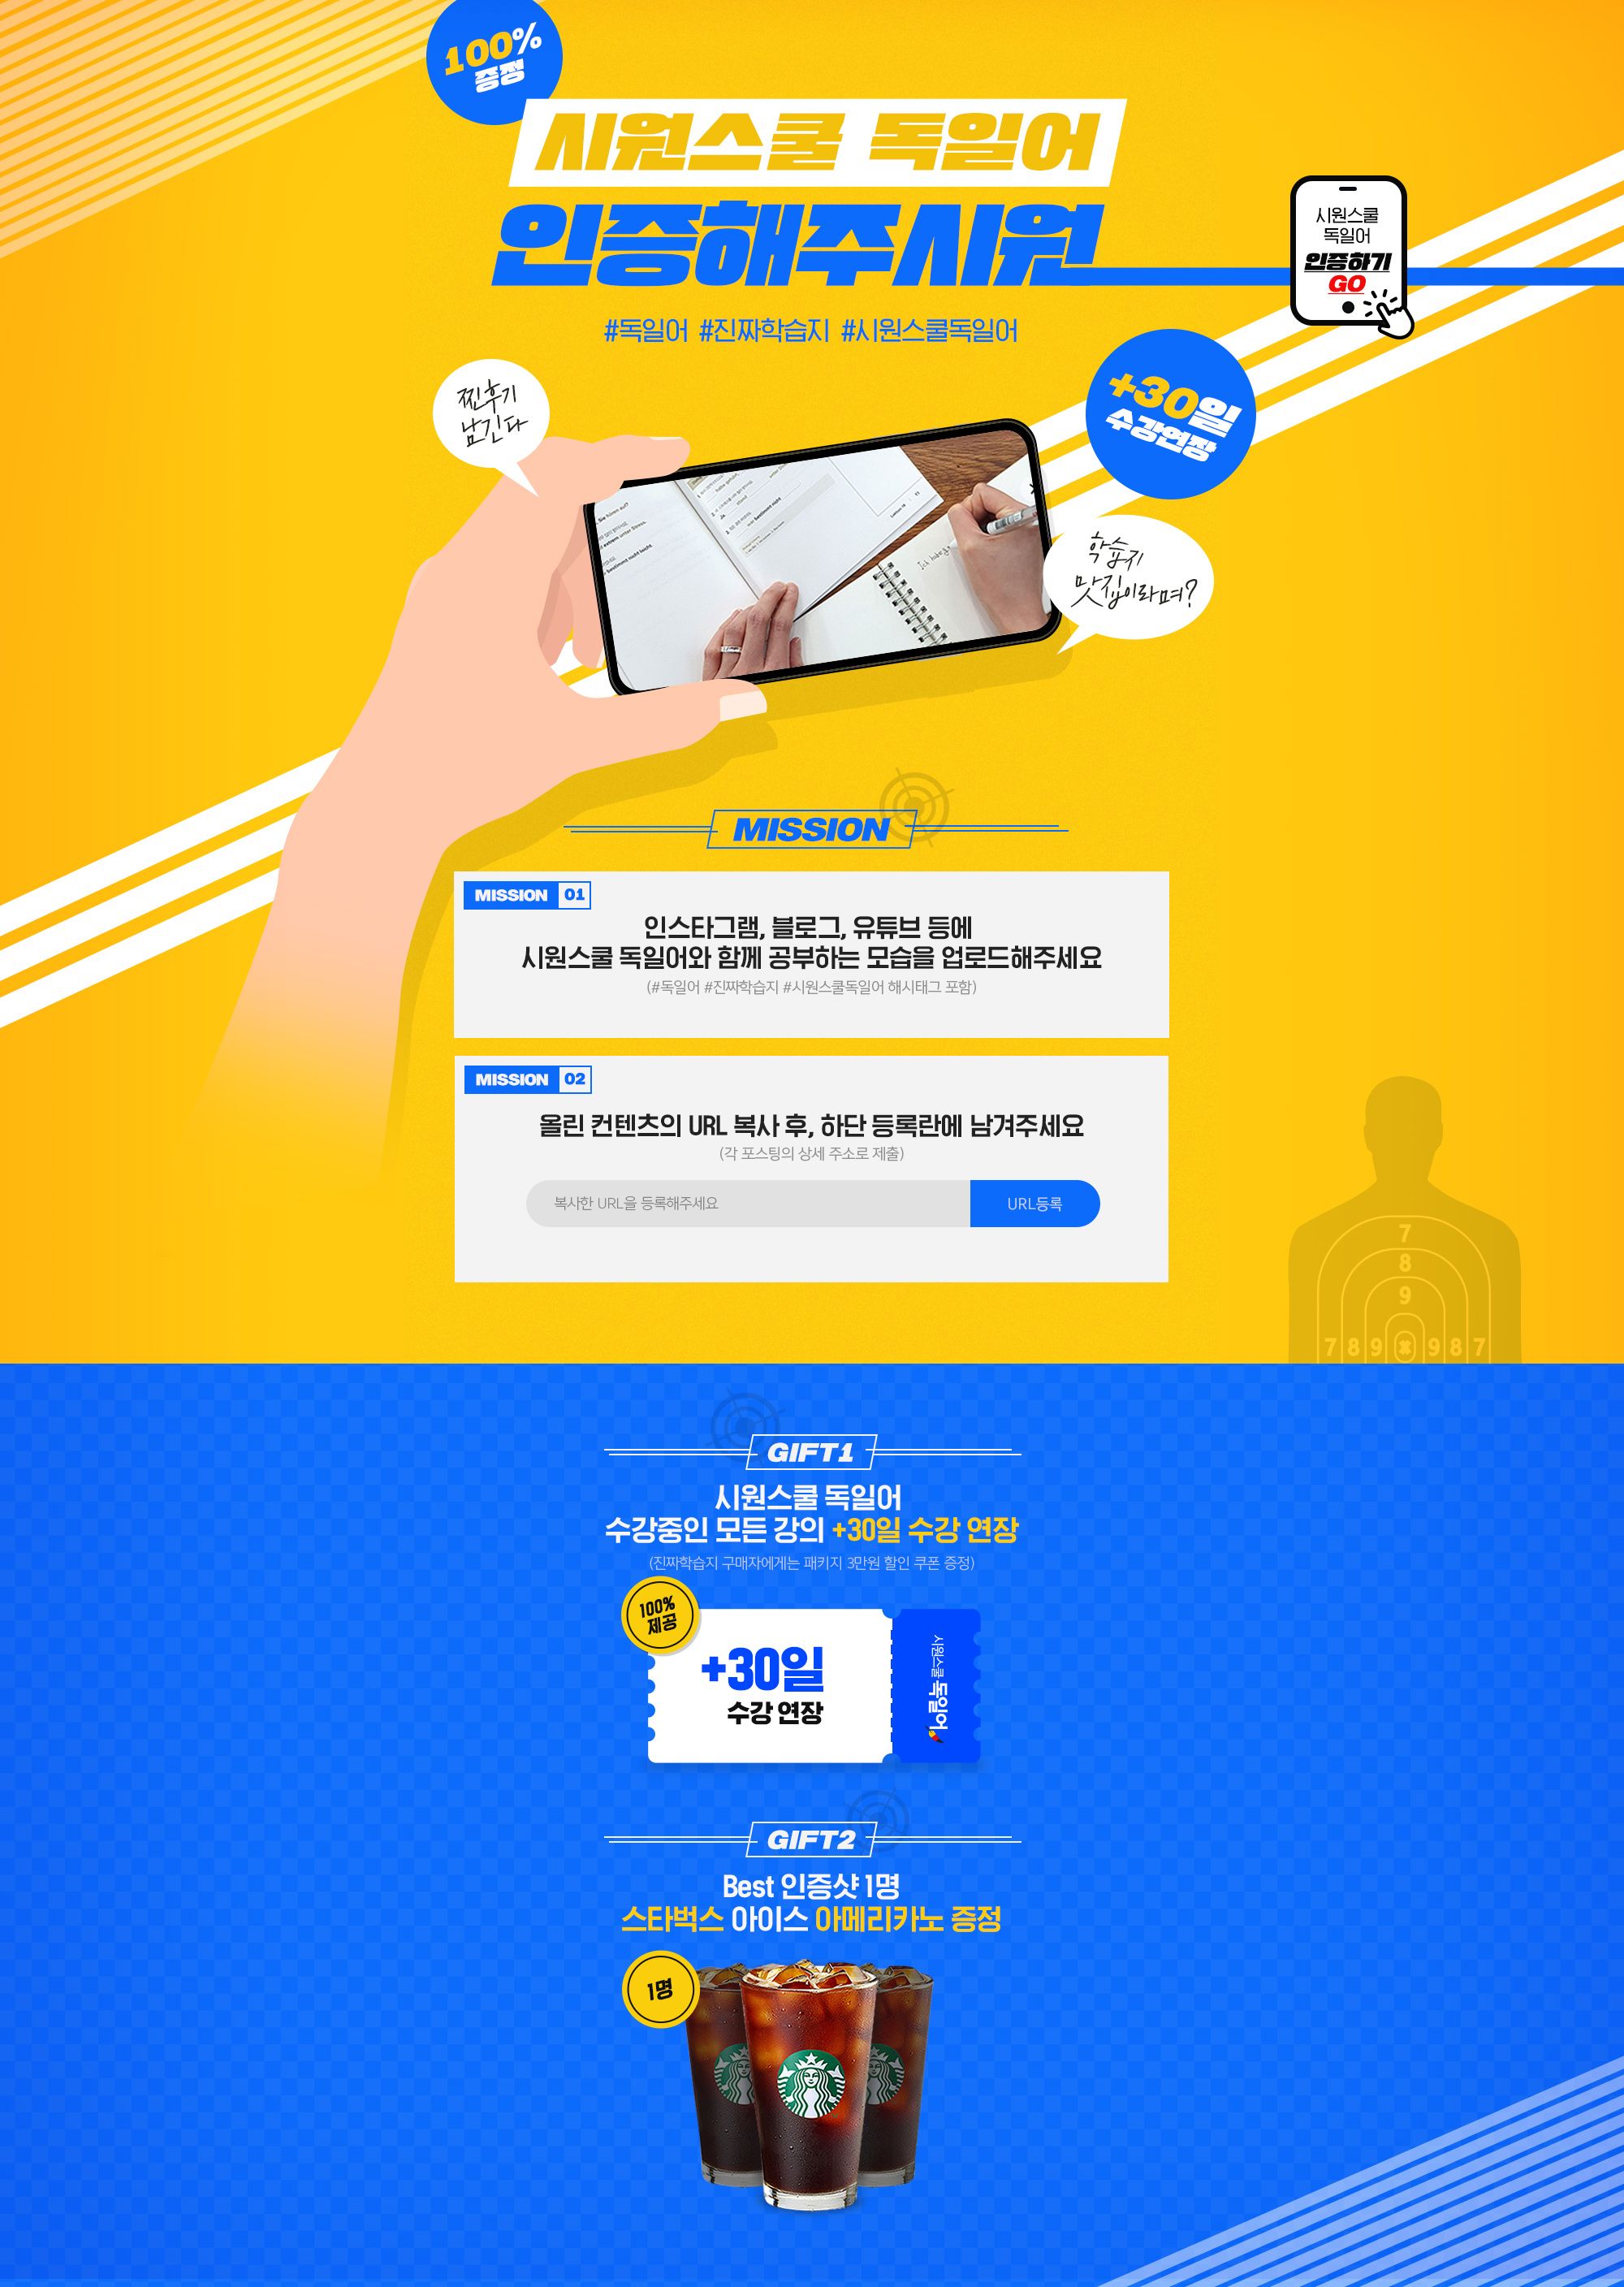 100%
증정
시원스쿨 독일어
인증해주시원
시원스쿨
독일어
인증하기
GO
#독일어 #진짜학습지 #시원스쿨독일어
찐후기
남긴다
+30일
수강연장
학습지
맛집이라며?
MISSION
MISSION 01
인스타그램, 블로그, 유튜브 등에
시원스쿨 독일어와 함께 공부하는 모습을 업로드해주세요
(#독일어 #진짜학습지 #시원스쿨독일어 해시태그 포함)
MISSION 02
올린 컨텐츠의 URL 복사 후, 하단 등록란에 남겨주세요
(각 포스팅의 상세 주소로 제출)
복사한 URL을 등록해주세요
URL등록
7
8
9
7 8 9 9 8 7
GIFT1
시원스쿨 독일어
수강중인 모든 강의 +30일 수강 연장
(진짜학습지 구매자에게는 패키지 3만원 할인 쿠폰 증정)
100%
제공
+30일
수강 연장
시원스쿨 독일어
GIFT2
Best 인증샷 1명
스타벅스 아이스 아메리카노 증정
1명